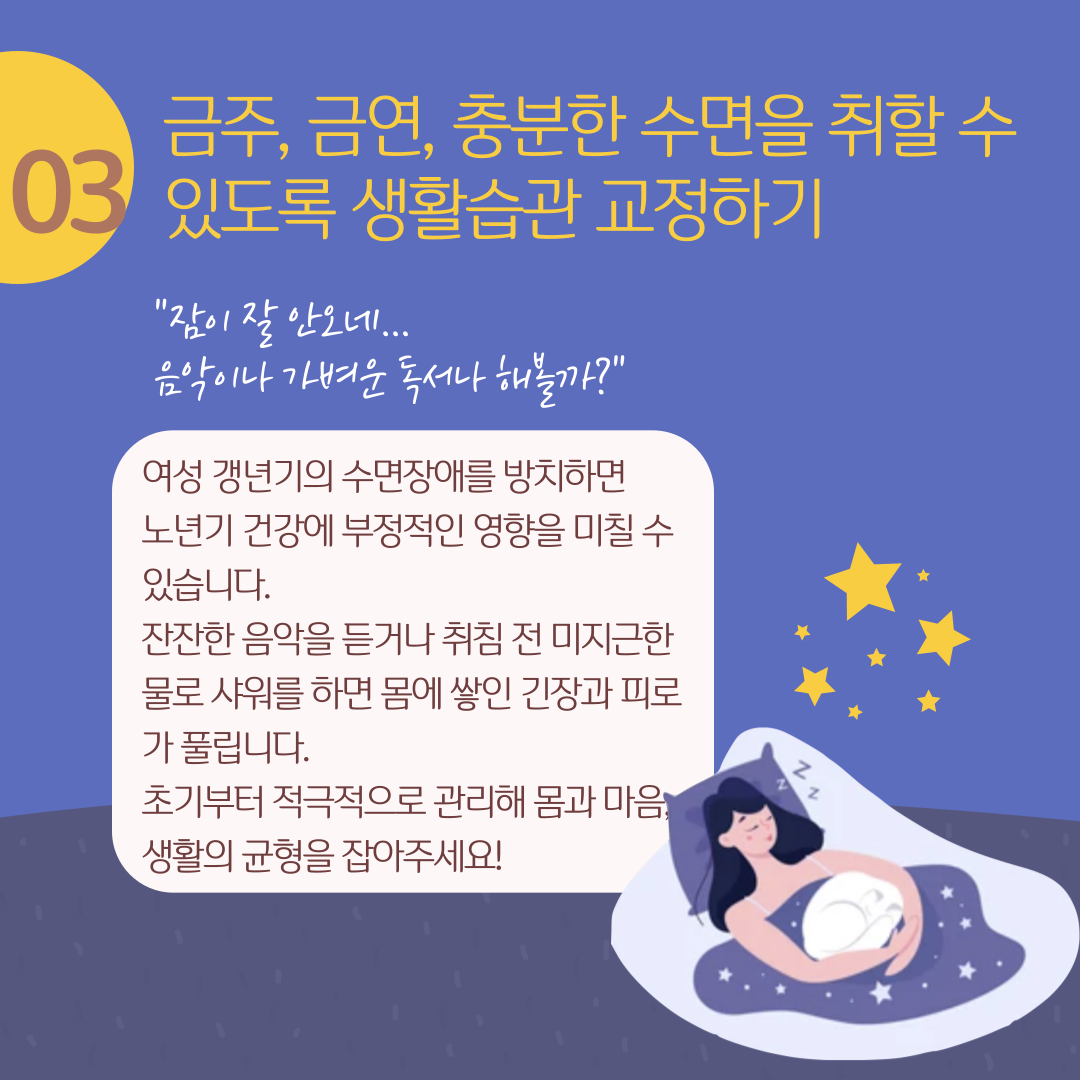 03
금주, 금연, 충분한 수면을 취할 수
있도록 생활습관 교정하기
"잠이 잘 안오네...
음악이나 가벼운 독서나 해볼까?"
여성 갱년기의 수면장애를 방치하면
노년기 건강에 부정적인 영향을 미칠 수
있습니다.
잔잔한 음악을 듣거나 취침 전 미지근한
물로 샤워를 하면 몸에 쌓인 긴장과 피로
가 풀립니다.
초기부터 적극적으로 관리해 몸과 마음,
생활의 균형을 잡아주세요!
z
z
z